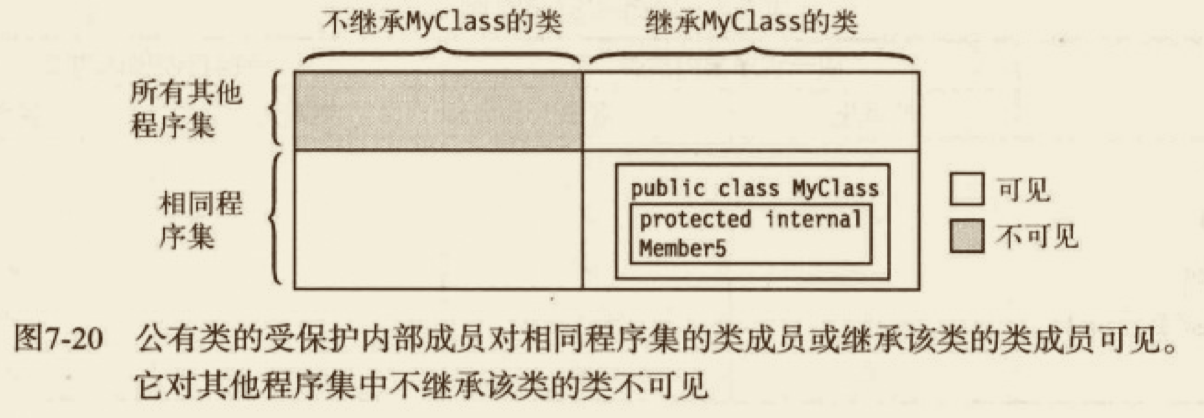 不继承MyClass的类
继承MyClass的类
所有其他
程序集
相同程
序集
public class MyClass
protected internal
Member5
可见
不可见
图7-20 公有类的受保护内部成员对相同程序集的类成员或继承该类的类成员可见。
它对其他程序集中不继承该类的类不可见